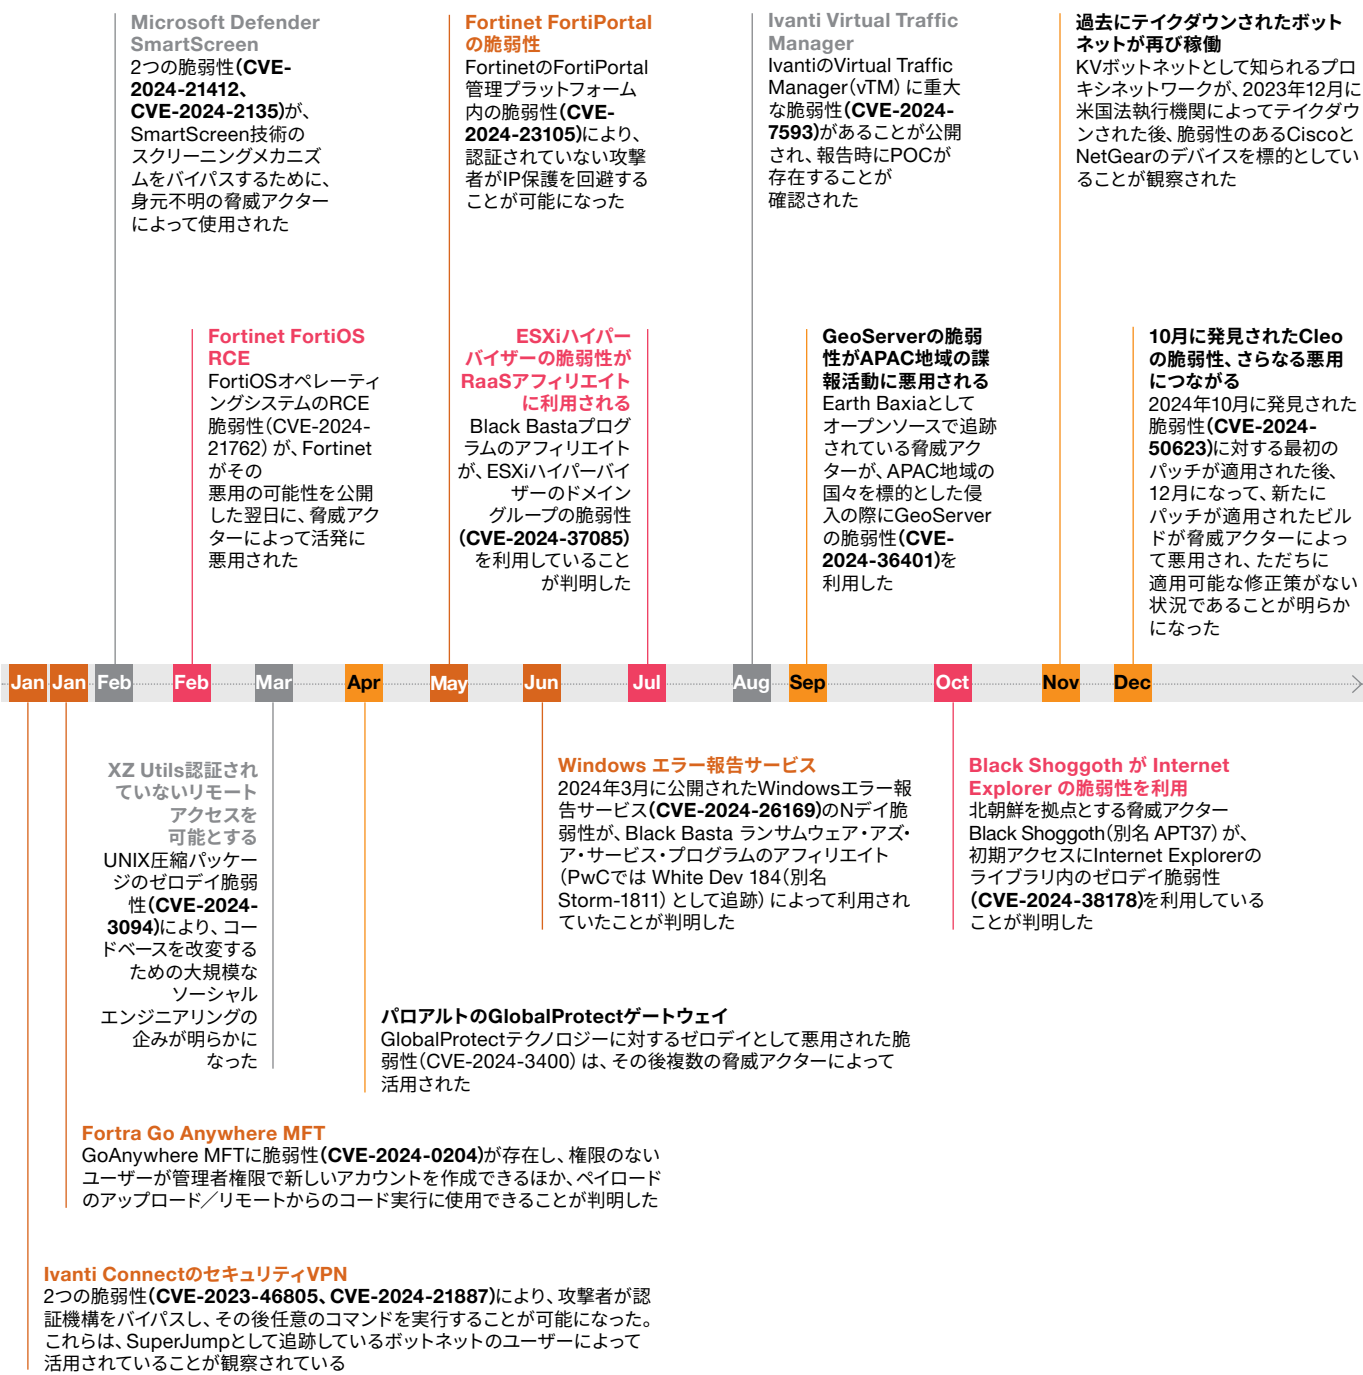 Microsoft Defender
SmartScreen
2つの脆弱性(CVE-
2024-21412、
CVE-2024-2135)が、
SmartScreen技術の
スクリーニングメカニズ
ムをバイパスするために、
身元不明の脅威アクター
によって使用された
Fortinet FortiPortal
の脆弱性
FortinetのFortiPortal
管理プラットフォーム
内の脆弱性(CVE-
2024-23105)により、
認証されていない攻撃
者がIP保護を回避する
ことが可能になった
Ivanti Virtual Traffic
Manager
IvantiのVirtual Traffic
Manager(vTM)に重大
な脆弱性(CVE-2024-
7593)があることが公開
され、報告時にPOCが
存在することが
確認された
過去にテイクダウンされたボット
ネットが再び稼働
KVボットネットとして知られるプロ
キシネットワークが、2023年12月に
米国法執行機関によってテイクダウ
ンされた後、脆弱性のあるCiscoと
NetGearのデバイスを標的としてい
ることが観察された
Fortinet FortiOS
RCE
FortiOSオペレーティ
ングシステムのRCE
脆弱性(CVE-2024-
21762)が、Fortinet
がその
悪用の可能性を公開
した翌日に、脅威アク
ターによって活発に
悪用された
ESXiハイパー
バイザーの脆弱性が
RaaSアフィリエイト
に利用される
Black Bastaプログ
ラムのアフィリエイト
が、ESXiハイパーバイ
ザーのドメイン
グループの脆弱性
(CVE-2024-37085)
を利用していること
が判明した
GeoServerの脆弱
性がAPAC地域の諜
報活動に悪用される
Earth Baxiaとして
オープンソースで追跡
されている脅威アク
ターが、APAC地域の
国々を標的とした侵
入の際にGeoServer
の脆弱性(CVE-
2024-36401)を
利用した
10月に発見されたCleo
の脆弱性、さらなる悪用
につながる
2024年10月に発見された
脆弱性(CVE-2024-
50623)に対する最初の
パッチが適用された後、
12月になって、新たに
パッチが適用されたビル
ドが脅威アクターによっ
て悪用され、ただちに
適用可能な修正策がない
状況であることが明らか
になった
Jan Jan Feb Feb Mar Apr May Jun Jul Aug Sep Oct Nov Dec
XZ Utils認証され
ていないリモート
アクセスを
可能とする
UNIX圧縮パッケー
ジのゼロデイ脆弱
性(CVE-2024-
3094)により、コー
ドベースを改変する
ための大規模な
ソーシャル
エンジニアリングの
企みが明らかに
なった
Windows エラー報告サービス
2024年3月に公開されたWindowsエラー報
告サービス(CVE-2024-26169)のNデイ脆
弱性が、Black Basta ランサムウェア・アズ・
ア・サービス・プログラムのアフィリエイト
(PwCでは White Dev 184(別名
Storm-1811)として追跡)によって利用され
ていたことが判明した
Black Shoggoth が Internet
Explorer の脆弱性を利用
北朝鮮を拠点とする脅威アクター
Black Shoggoth(別名 APT37)が、
初期アクセスにInternet Explorerの
ライブラリ内のゼロデイ脆弱性
(CVE-2024-38178)を利用している
ことが判明した
パロアルトのGlobalProtectゲートウェイ
GlobalProtectテクノロジーに対するゼロデイとして悪用された脆
弱性(CVE-2024-3400)は、その後複数の脅威アクターによって
活用された
Fortra Go Anywhere MFT
GoAnywhere MFTに脆弱性(CVE-2024-0204)が存在し、権限のない
ユーザーが管理者権限で新しいアカウントを作成できるほか、ペイロード
のアップロード／リモートからのコード実行に使用できることが判明した
Ivanti ConnectのセキュリティVPN
2つの脆弱性(CVE-2023-46805、CVE-2024-21887)により、攻撃者が認
証機構をバイパスし、その後任意のコマンドを実行することが可能になった。
これらは、SuperJumpとして追跡しているボットネットのユーザーによって
活用されていることが観察されている